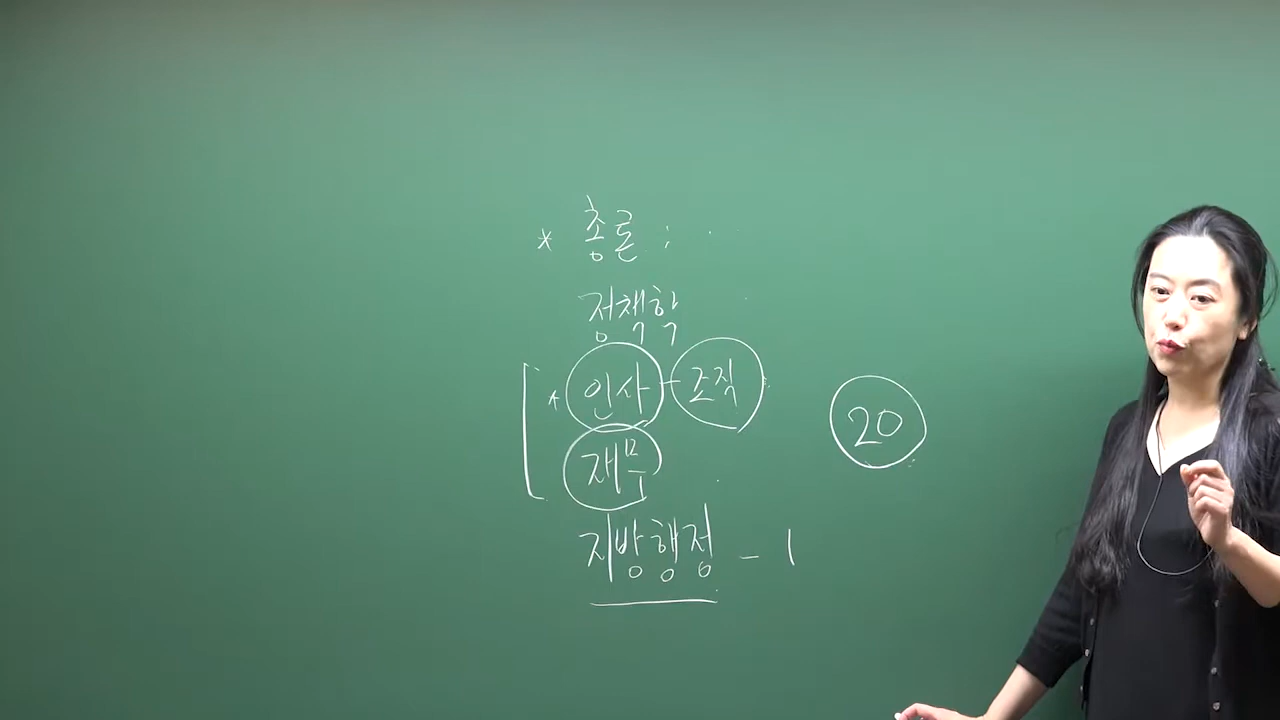 * 총론 :
정책학
* 인사 - 조직
20
재무
지방행정 - 1